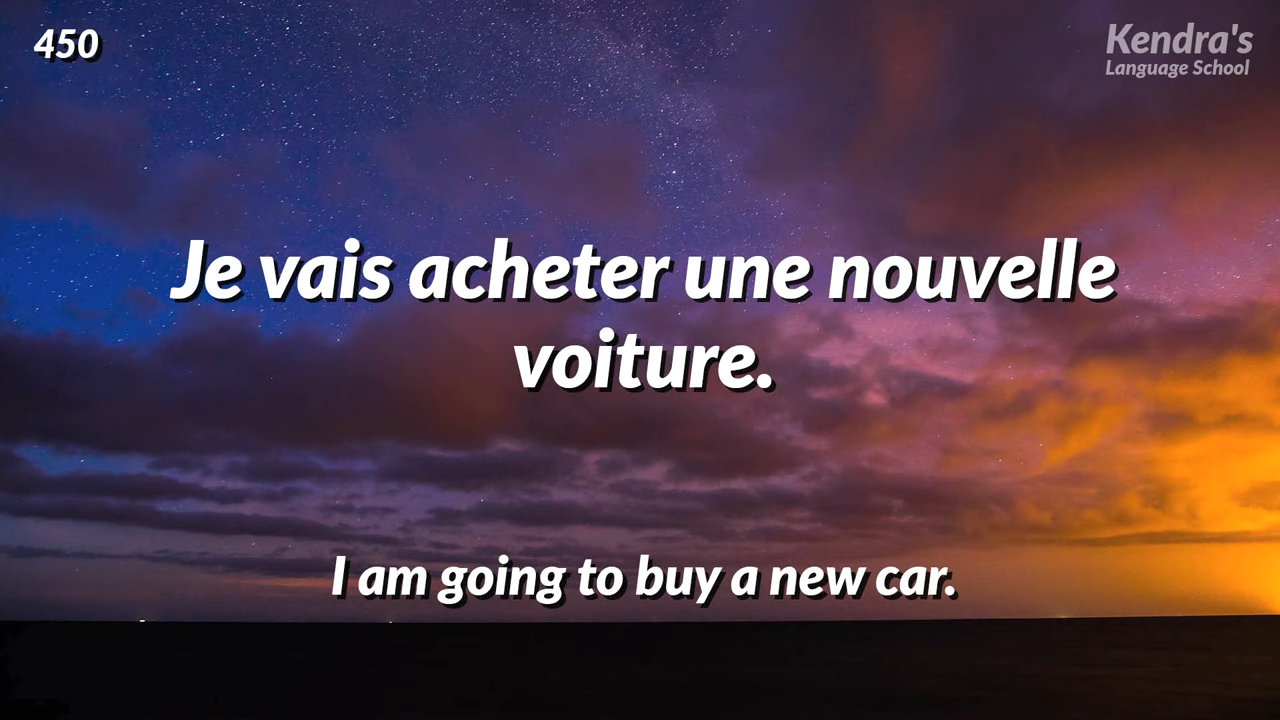 450
Kendra's
Language School
Je vais acheter une nouvelle
voiture.
I am going to buy a new car.